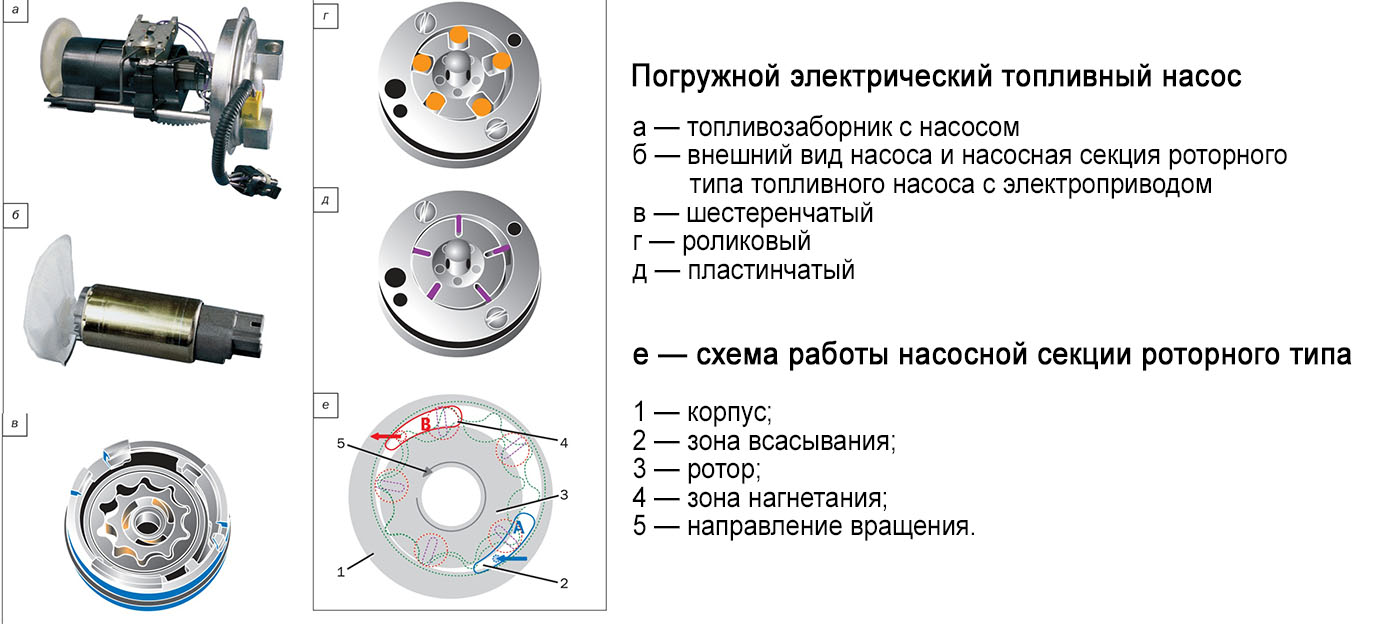 а
г
б
д
в
е
B
A
5
4
3
1
2
Погружной электрический топливный насос
а — топливозаборник с насосом
б — внешний вид насоса и насосная секция роторного
типа топливного насоса с электроприводом
в — шестеренчатый
г — роликовый
д — пластинчатый
е — схема работы насосной секции роторного типа
1 — корпус;
2 — зона всасывания;
3 — ротор;
4 — зона нагнетания;
5 — направление вращения.